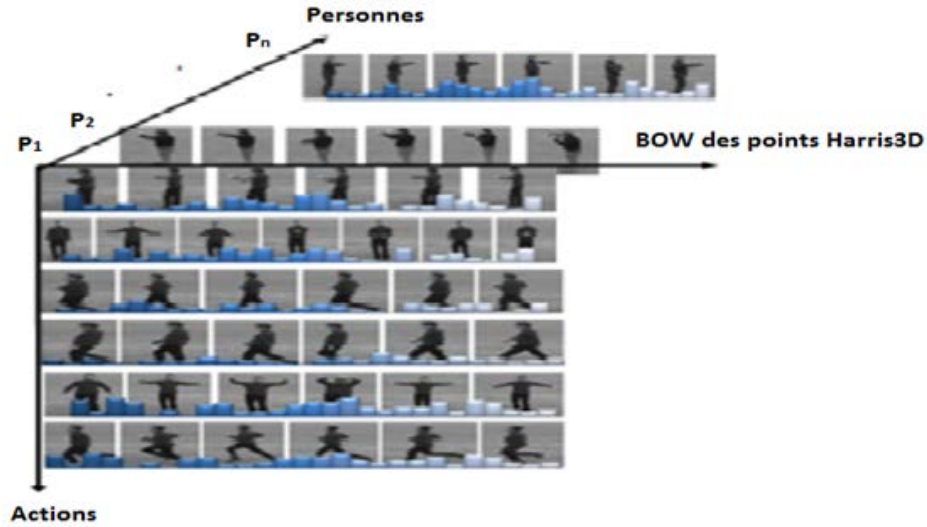 Personnes
Pn
P2
P1
BOW des points Harris3D
Actions